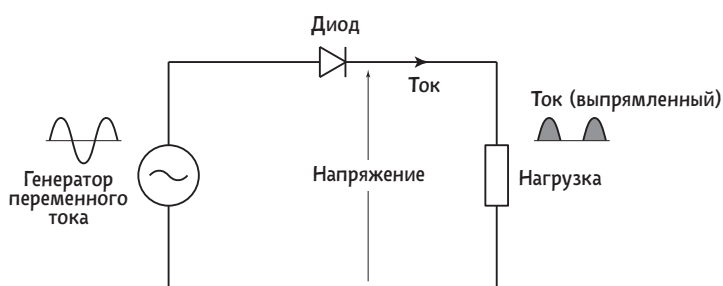 Диод
Ток
Ток (выпрямленный)
Генератор
переменного
тока
Напряжение
Нагрузка